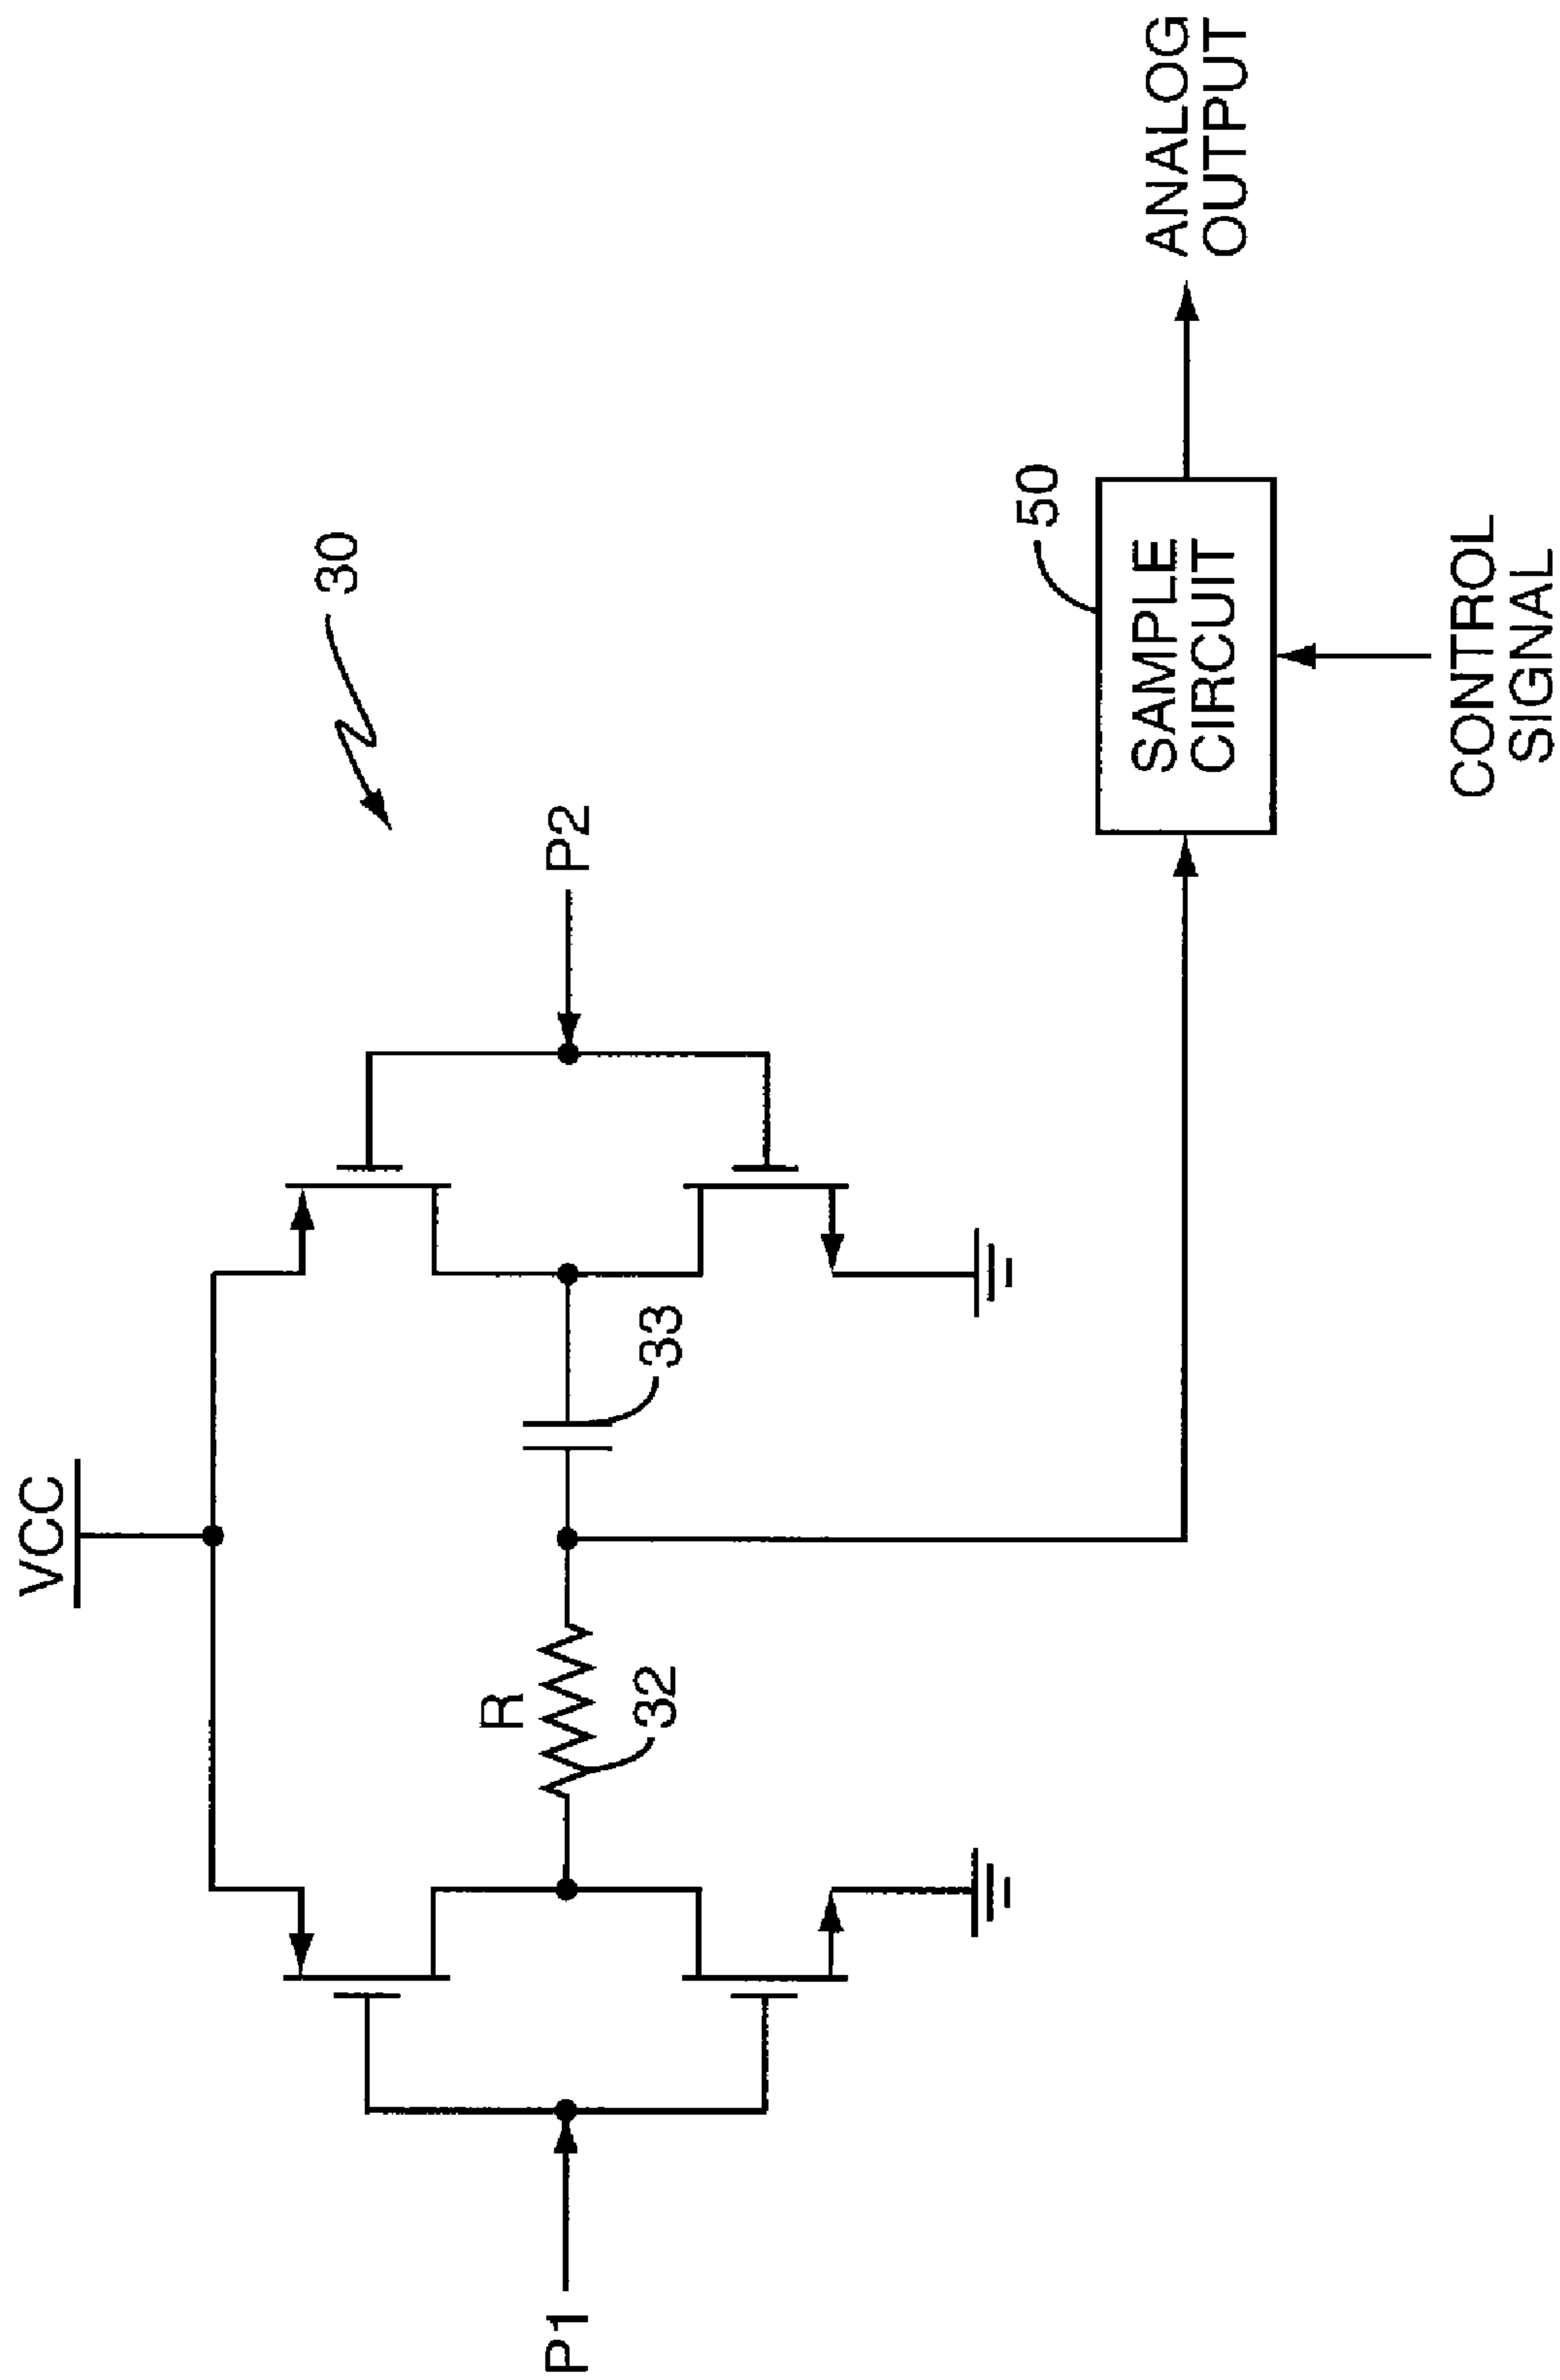 VCC
30
P1
R
32
33
P2
50
SAMPLE
CIRCUIT
ANALOG
OUTPUT
CONTROL
SIGNAL